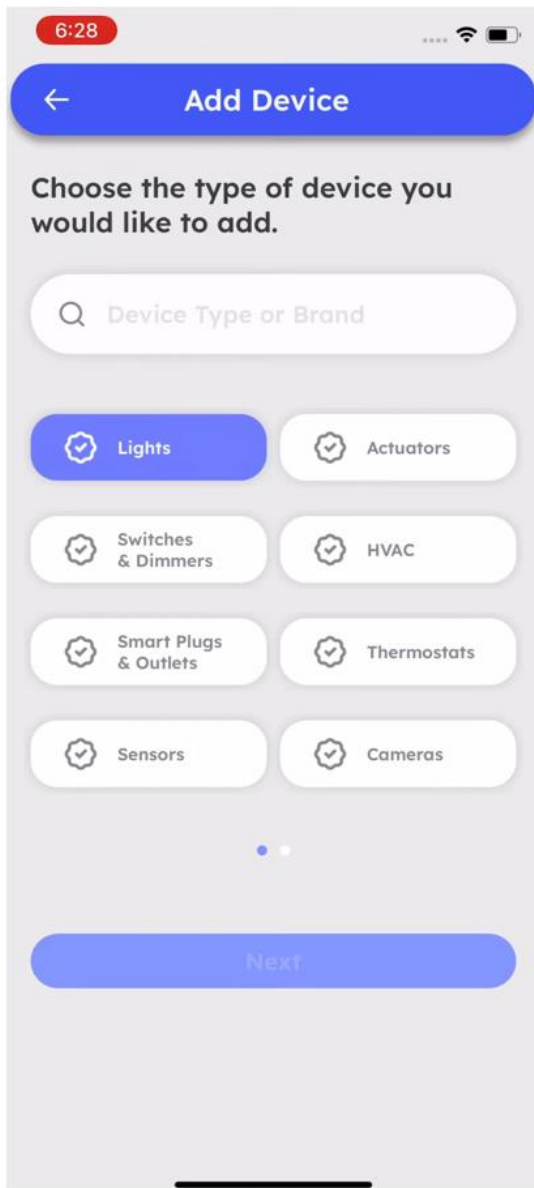 6:28
Add Device
Choose the type of device you
would like to add.
Device Type or Brand
Lights
Actuators
Switches
& Dimmers
HVAC
Smart Plugs
& Outlets
Thermostats
Sensors
Cameras
Next